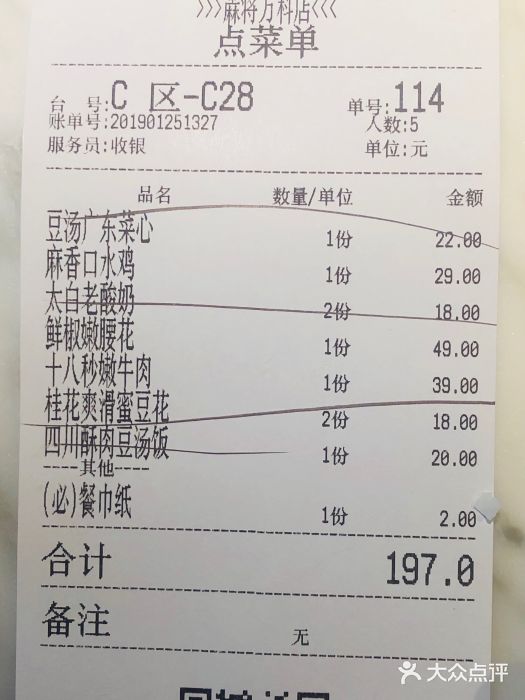 >>>麻将万科店<<<
点菜单
台 号:C 区-C28 单号:114
账单号:201901251327 人数:5
服务员:收银 单位:元
品名 数量/单位 金额
豆汤广东菜心 1份 22.00
麻香口水鸡 1份 29.00
太白老酸奶 2份 18.00
鲜椒嫩腰花 1份 49.00
十八秒嫩牛肉 1份 39.00
桂花爽滑蜜豆花 2份 18.00
四川酥肉豆汤饭 1份 20.00
----其他----
(必)餐巾纸 1份 2.00
合计 197.0
备注 无
大众点评